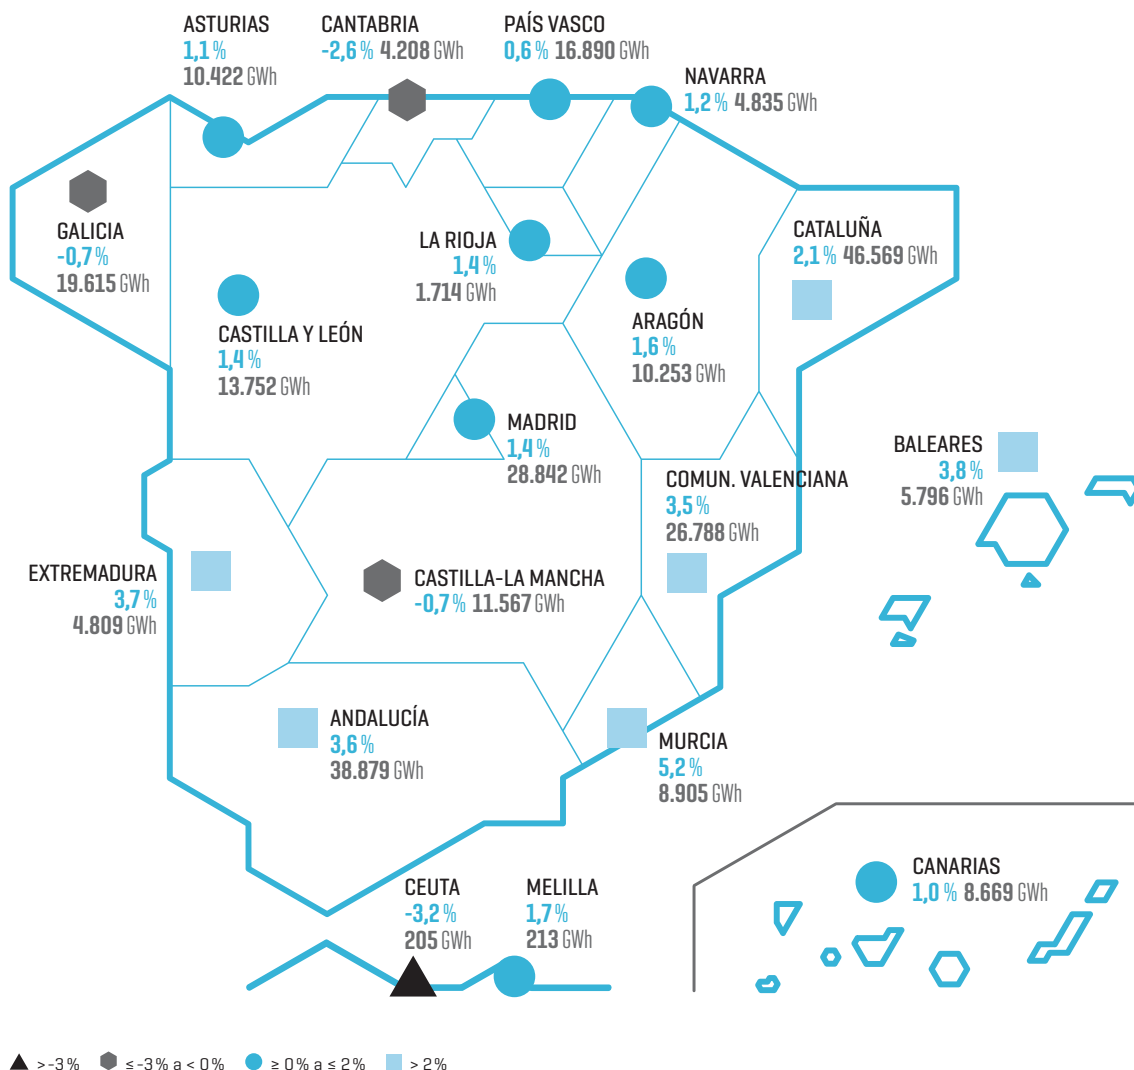 ASTURIAS
1,1 %
10.422 GWh
CANTABRIA
-2,6 % 4.208 GWh
PAÍS VASCO
0,6 % 16.890 GWh
NAVARRA
1,2 % 4.835 GWh
GALICIA
-0,7 %
19.615 GWh
LA RIOJA
1,4 %
1.714 GWh
CATALUÑA
2,1 % 46.569 GWh
CASTILLA Y LEÓN
1,4 %
13.752 GWh
ARAGÓN
1,6 %
10.253 GWh
MADRID
1,4 %
28.842 GWh
BALEARES
3,8 %
5.796 GWh
COMUN. VALENCIANA
3,5 %
26.788 GWh
EXTREMADURA
3,7 %
4.809 GWh
CASTILLA-LA MANCHA
-0,7 % 11.567 GWh
ANDALUCÍA
3,6 %
38.879 GWh
MURCIA
5,2 %
8.905 GWh
CEUTA
-3,2 %
205 GWh
MELILLA
1,7 %
213 GWh
CANARIAS
1,0 % 8.669 GWh
> -3 % ≤ -3 % a < 0 % ≥ 0 % a ≤ 2 % > 2 %